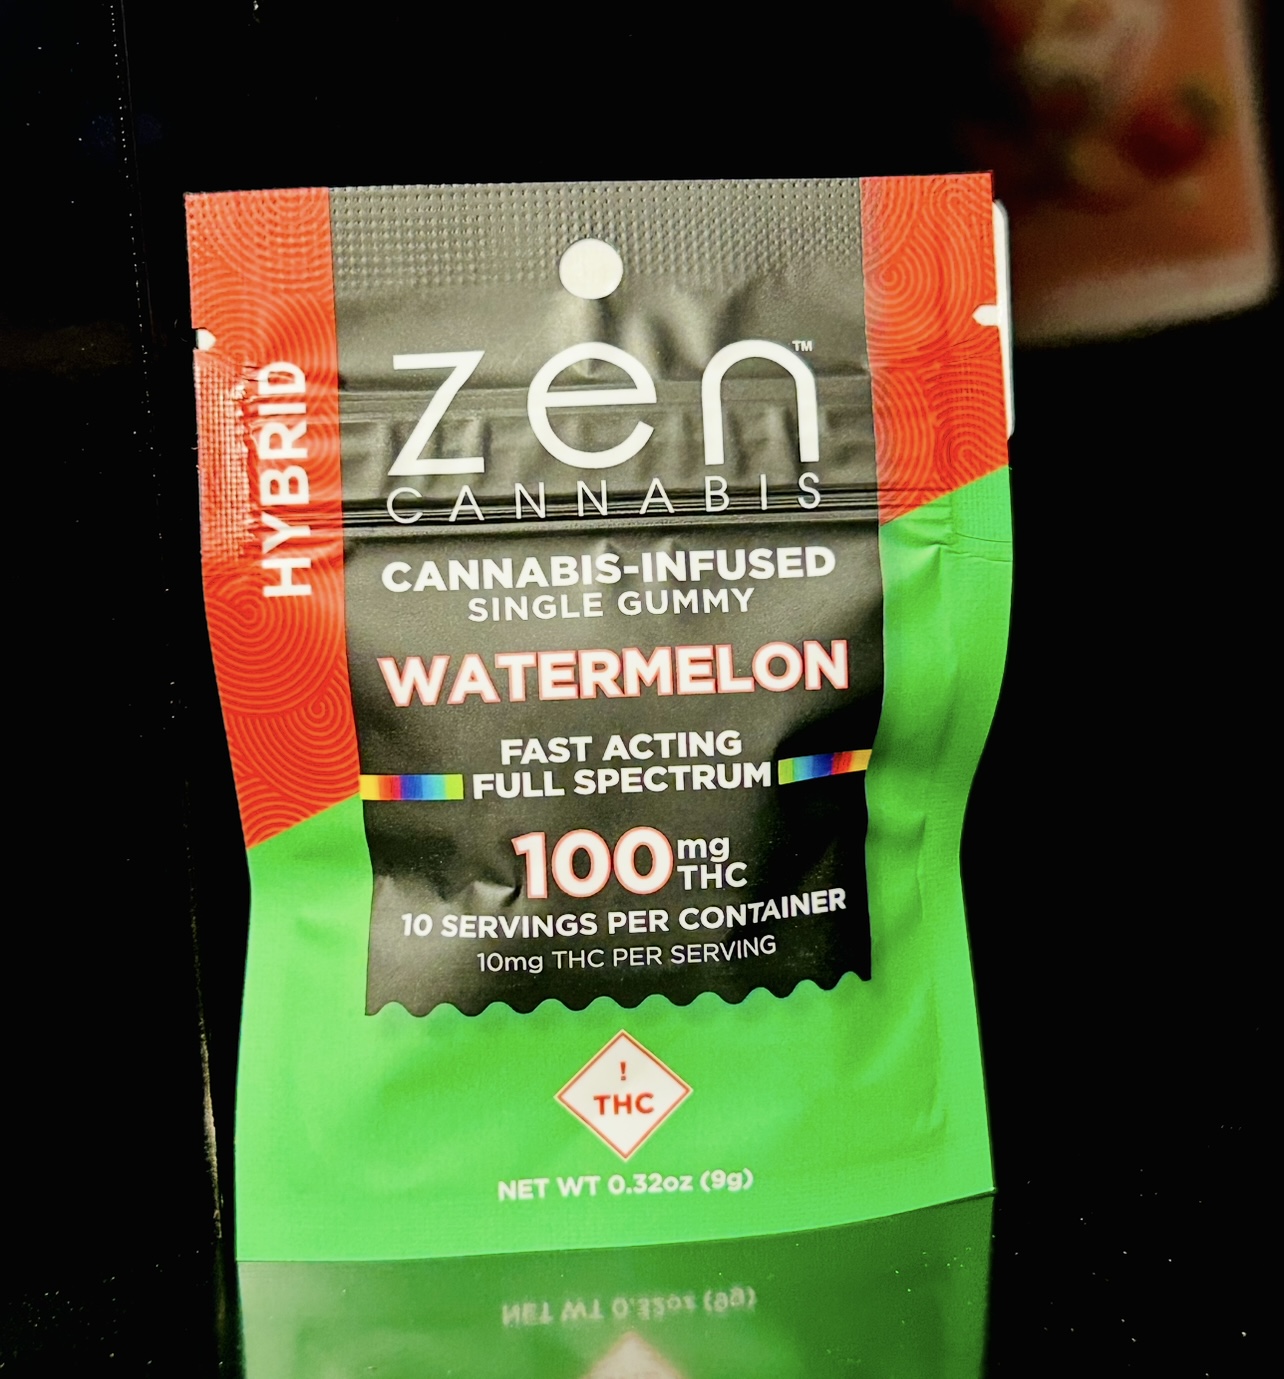 HYBRID
zen™
CANNABIS
CANNABIS-INFUSED
SINGLE GUMMY
WATERMELON
FAST ACTING
FULL SPECTRUM
100mg
THC
10 SERVINGS PER CONTAINER
10mg THC PER SERVING
!
THC
NET WT 0.32oz (9g)